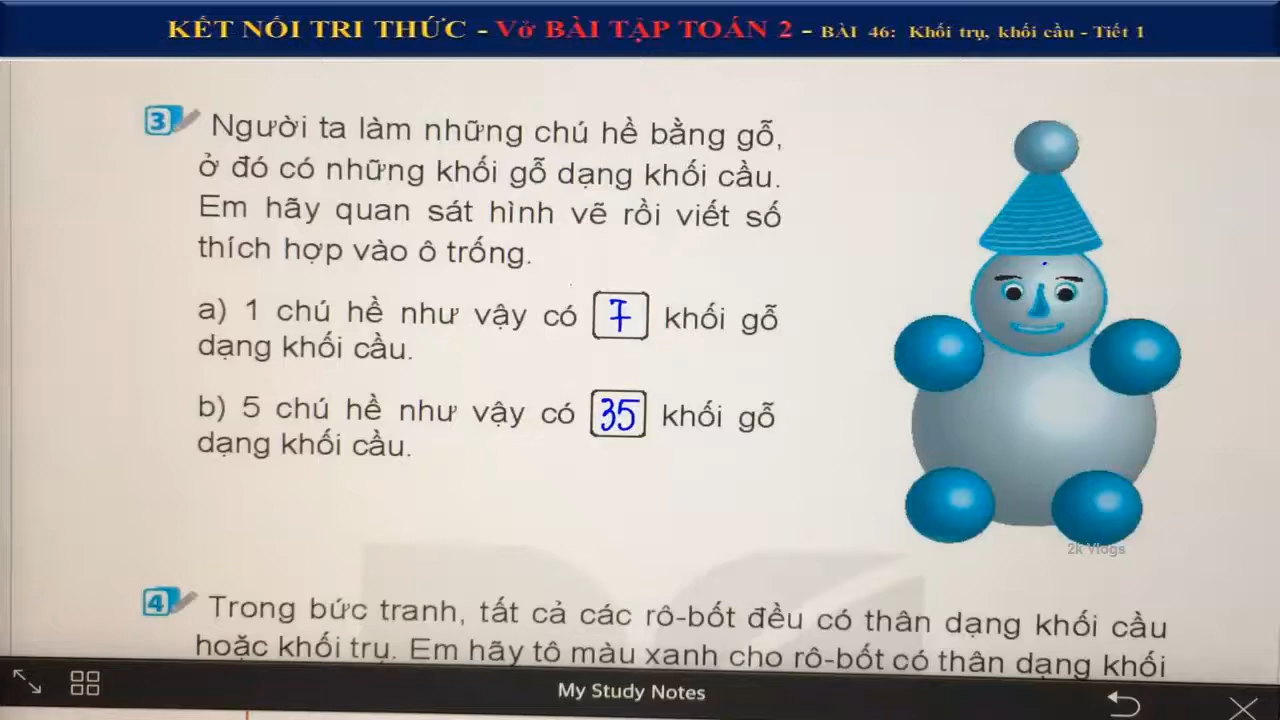 KẾT NỐI TRI THỨC - VỞ BÀI TẬP TOÁN 2 - BÀI 46: Khối trụ, khối cầu - Tiết 1
3 Người ta làm những chú hề bằng gỗ,
ở đó có những khối gỗ dạng khối cầu.
Em hãy quan sát hình vẽ rồi viết số
thích hợp vào ô trống.
a) 1 chú hề như vậy có 7 khối gỗ
dạng khối cầu.
b) 5 chú hề như vậy có 35 khối gỗ
dạng khối cầu.
2k Vlogs
4 Trong bức tranh, tất cả các rô-bốt đều có thân dạng khối cầu
hoặc khối trụ. Em hãy tô màu xanh cho rô-bốt có thân dạng khối
My Study Notes